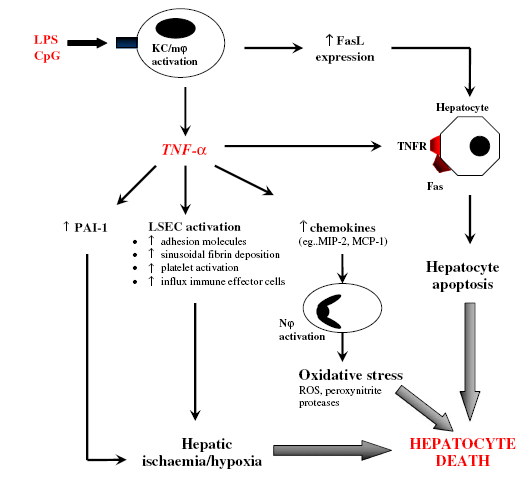 LPS
CpG
KC/mφ
activation
↑ FasL
expression
Hepatocyte
TNFR
Fas
TNF-α
↑ PAI-1
LSEC activation
• ↑ adhesion molecules
• ↑ sinusoidal fibrin deposition
• ↑ platelet activation
• ↑ influx immune effector cells
↑ chemokines
(eg..MIP-2, MCP-1)
Hepatocyte
apoptosis
Nφ
activation
Oxidative stress
ROS, peroxynitrite
proteases
Hepatic
ischaemia/hypoxia
HEPATOCYTE
DEATH